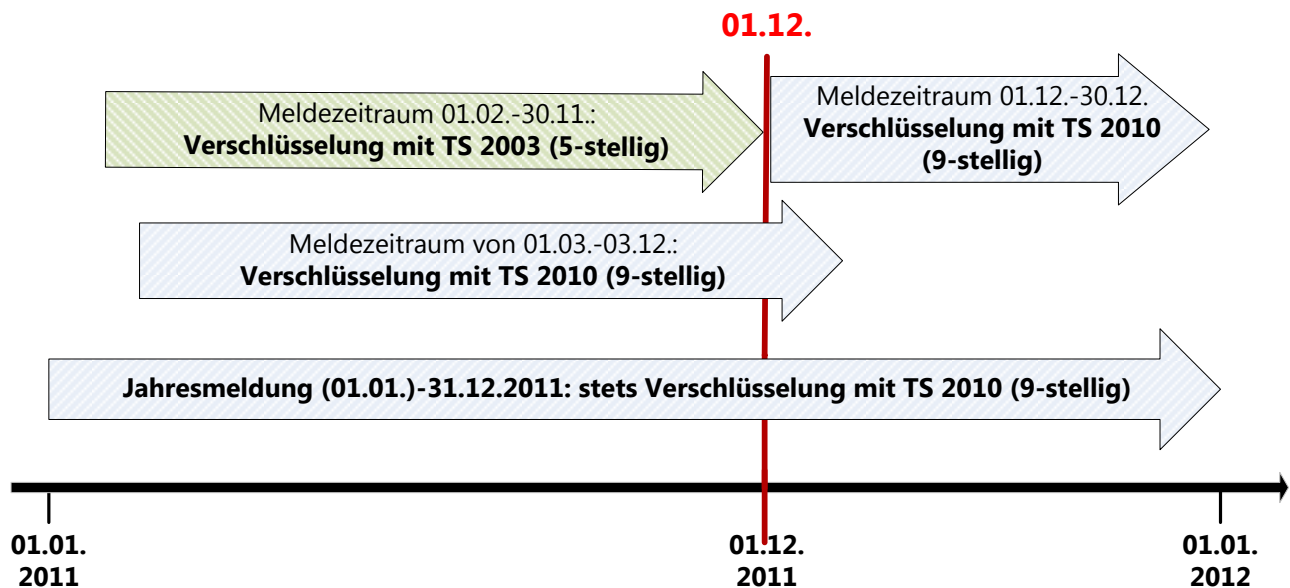 01.12.
Meldezeitraum 01.02.-30.11.:
Verschlüsselung mit TS 2003 (5-stellig)
Meldezeitraum 01.12.-30.12.
Verschlüsselung mit TS 2010
(9-stellig)
Meldezeitraum von 01.03.-03.12.:
Verschlüsselung mit TS 2010 (9-stellig)
Jahresmeldung (01.01.)-31.12.2011: stets Verschlüsselung mit TS 2010 (9-stellig)
01.01.
2011
01.12.
2011
01.01.
2012